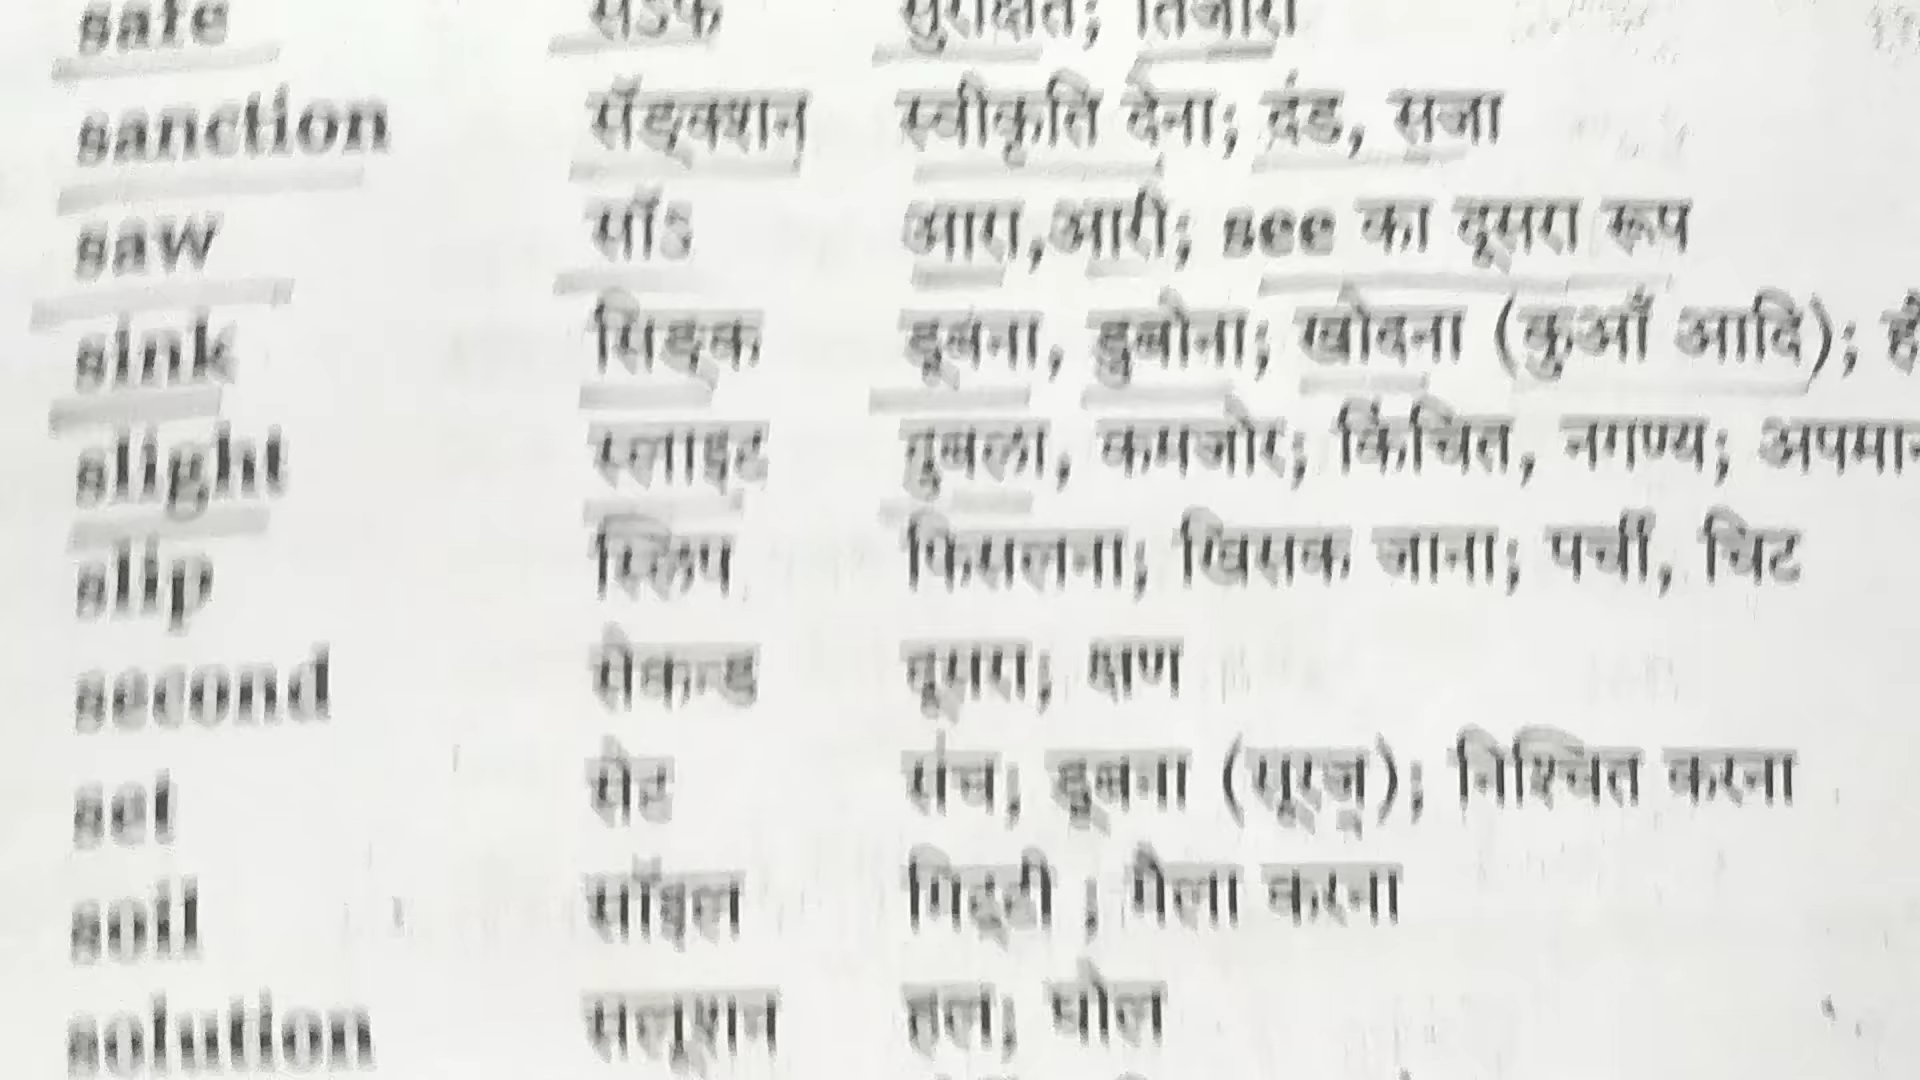 safe सेइफ सुरक्षित; तिजोरी
sanction सॅङ्क्शन् स्वीकृति देना; दंड, सजा
saw सॉऽ आरा,आरी; see का दूसरा रूप
sink सिङ्क डूबना, डुबोना; खोदना (कुआँ आदि);
slight स्लाइट दुबला, कमजोर; किंचित, नगण्य;
slip स्लिप फिसलना; खिसक जाना; पर्ची, चिट
second सेकन्ड दूसरा; क्षण
set सेट सेच; डूबना (सूरज्); निश्चित करना
soil सॉइल मिट्टी ; मैला करना
solution सलूशन हल; घोल